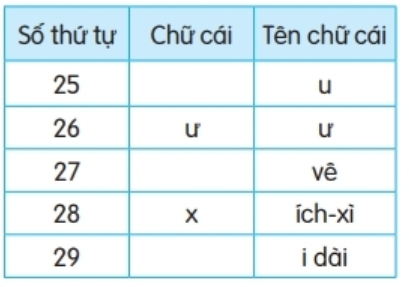 Số thứ tự Chữ cái Tên chữ cái
25 u
26 ư ư
27 vê
28 x ích-xì
29 i dài